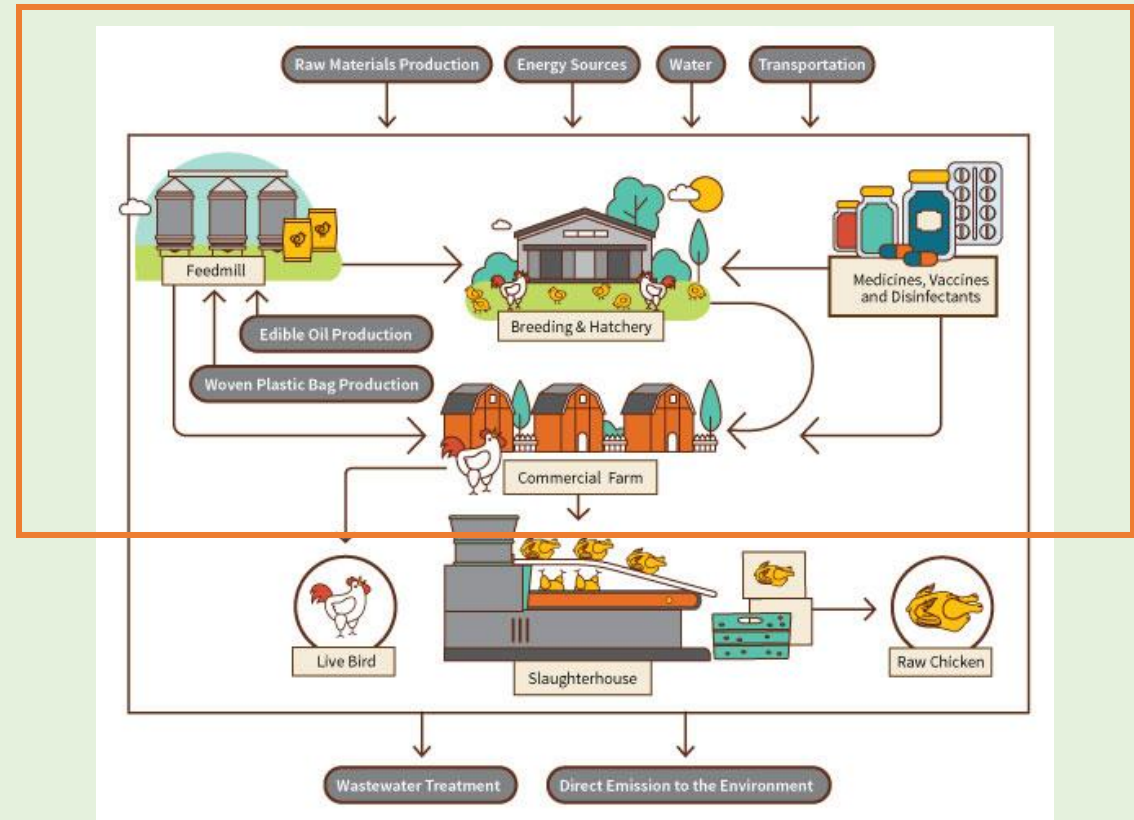 Raw Materials Production
Energy Sources
Water
Transportation
Feedmill
Medicines, Vaccines
and Disinfectants
Breeding & Hatchery
Edible Oil Production
Woven Plastic Bag Production
Commercial Farm
Live Bird
Slaughterhouse
Raw Chicken
Wastewater Treatment
Direct Emission to the Environment